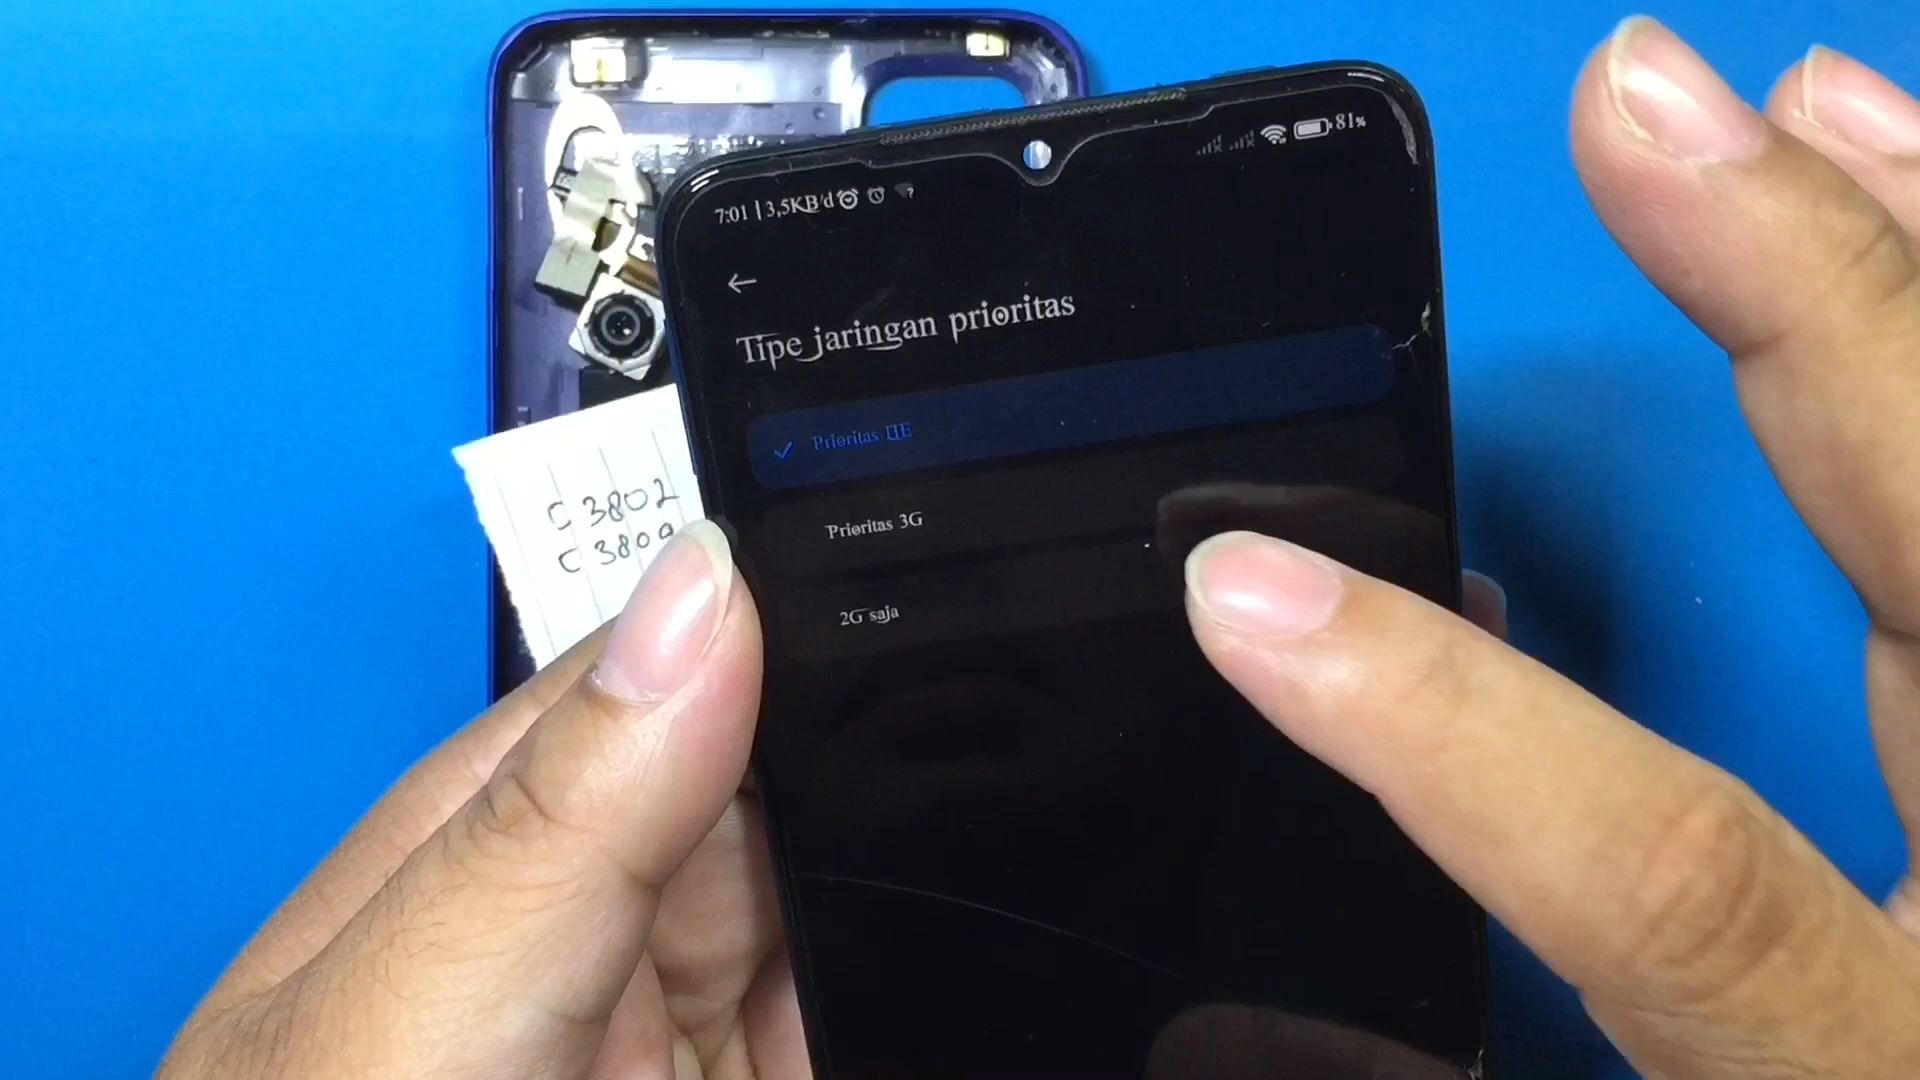 7:01 | 3,5KB/d
81%
Tipe jaringan prioritas
Prioritas LTE
Prioritas 3G
2G saja
C 3802
C 3809